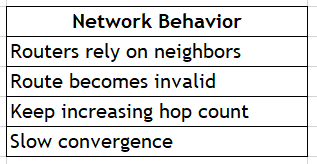 Network Behavior
Routers rely on neighbors
Route becomes invalid
Keep increasing hop count
Slow convergence